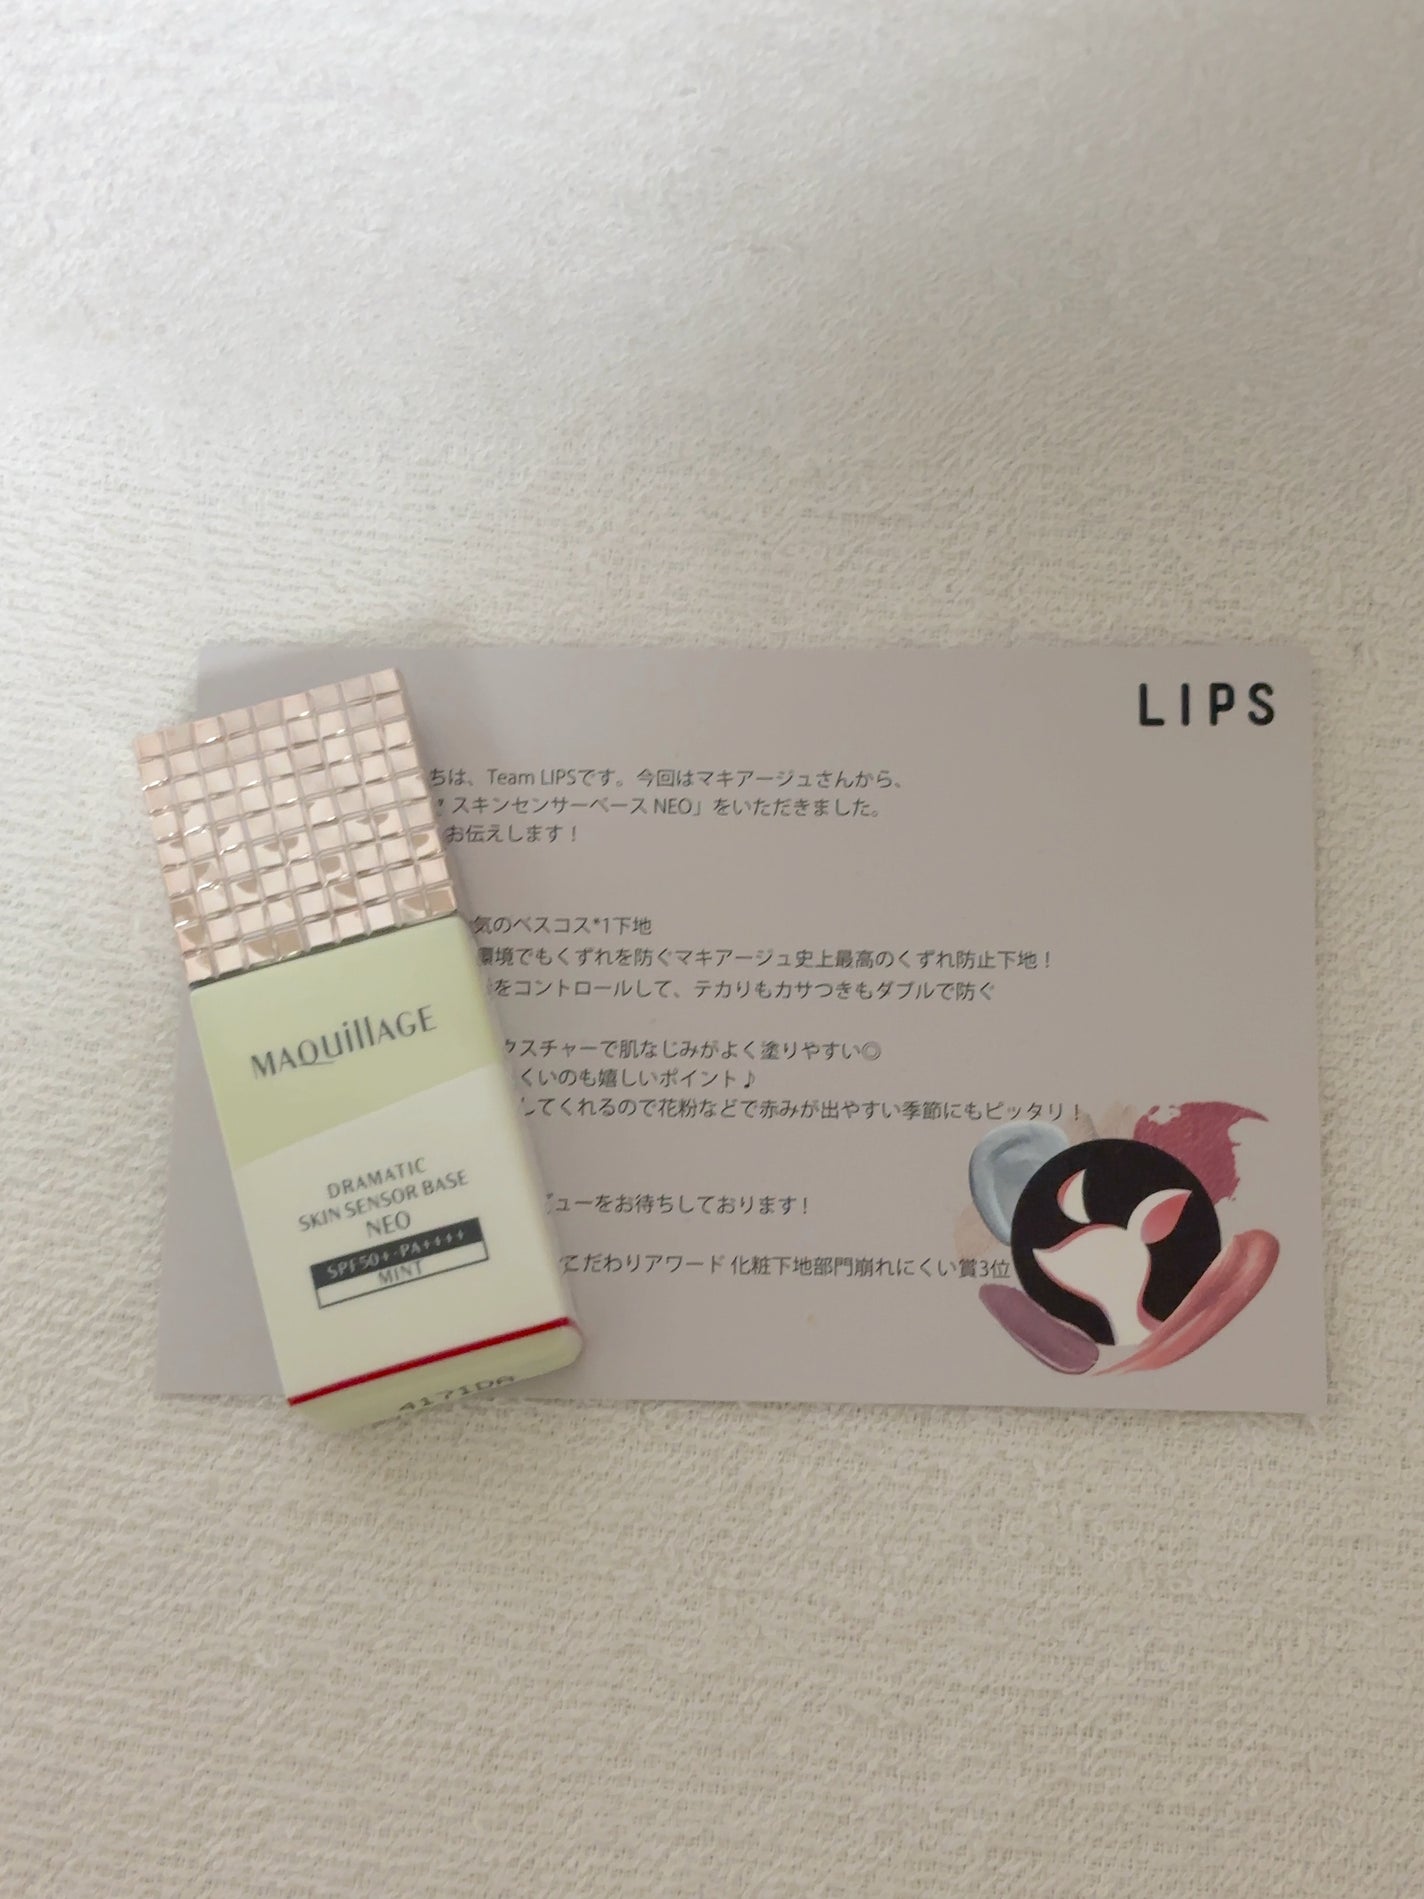 LIPS
ちは、Team LIPSです。今回はマキアージュさんから、
スキンセンサーベース NEO」をいただきました。
お伝えします！
気のベスコス*1下地
環境でもくずれを防ぐマキアージュ史上最高のくずれ防止下地！
をコントロールして、テカりもカサつきもダブルで防ぐ
クスチャーで肌なじみがよく塗りやすい◎
くいのも嬉しいポイント♪
してくれるので花粉などで赤みが出やすい季節にもピッタリ！
ビューをお待ちしております！
こだわりアワード 化粧下地部門崩れにくい賞3位
MAQuillAGE
DRAMATIC
SKIN SENSOR BASE
NEO
SPF50+・PA++++
MINT
4171DA